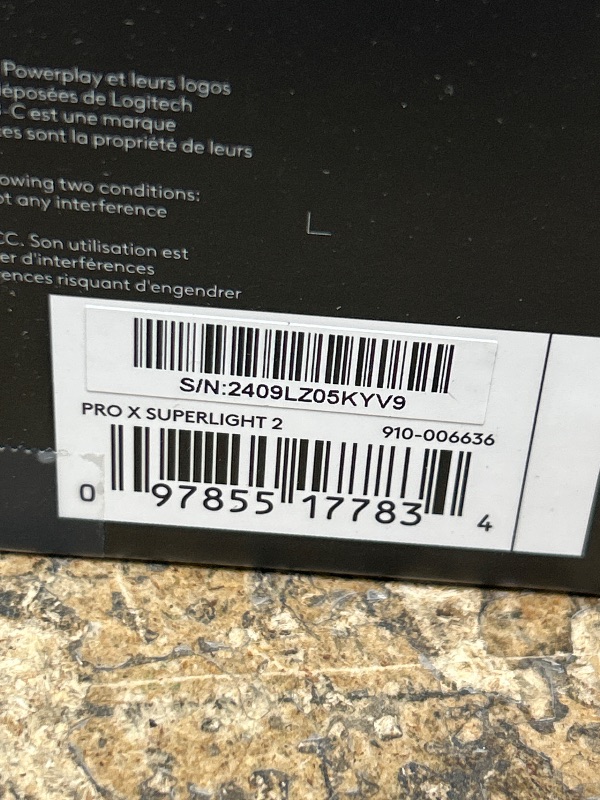 Powerplay et leurs logos
déposées de Logitech
-C est une marque
es sont la propriété de leurs
owing two conditions:
ot any interference
CC. Son utilisation est
er d'interférences
ences risquant d'engendrer
S/N:2409LZ05KYV9
PRO X SUPERLIGHT 2 910-006636
0 97855 17783 4